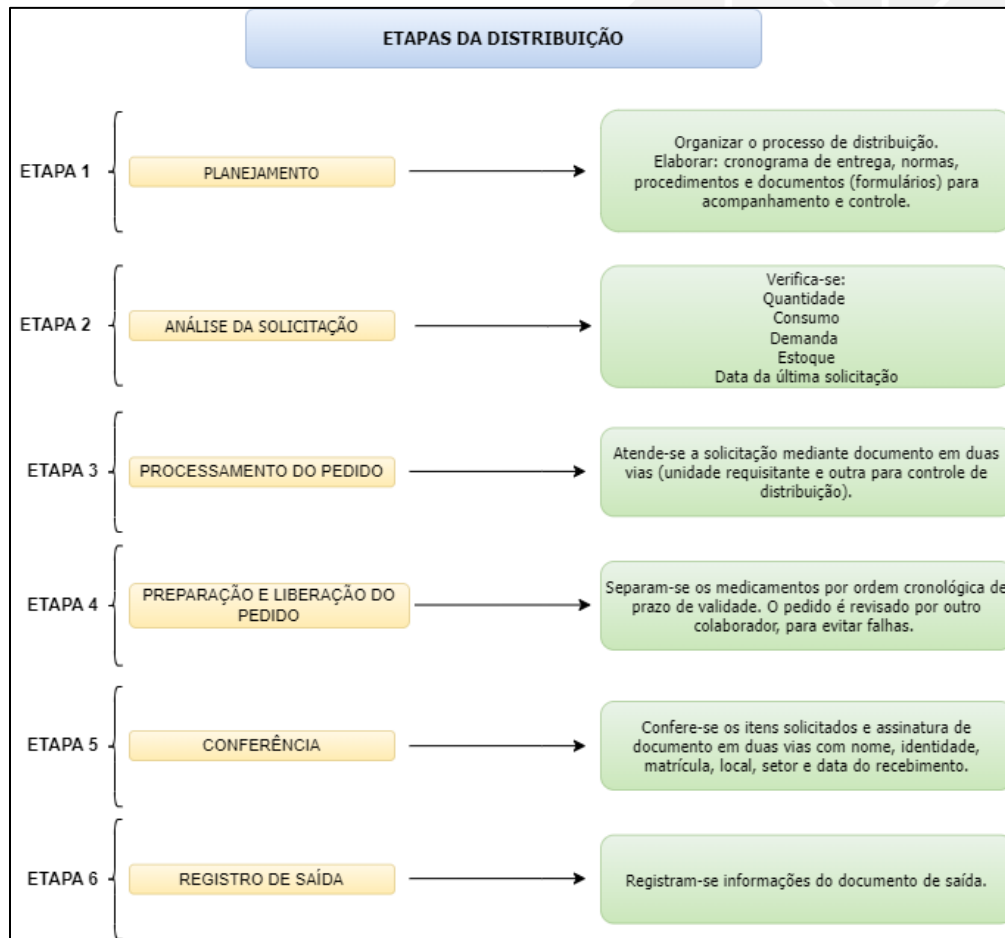 ETAPAS DA DISTRIBUIÇÃO
ETAPA 1
PLANEJAMENTO
Organizar o processo de distribuição.
Elaborar: cronograma de entrega, normas,
procedimentos e documentos (formulários) para
acompanhamento e controle.
ETAPA 2
ANÁLISE DA SOLICITAÇÃO
Verifica-se:
Quantidade
Consumo
Demanda
Estoque
Data da última solicitação
ETAPA 3
PROCESSAMENTO DO PEDIDO
Atende-se a solicitação mediante documento em duas
vias (unidade requisitante e outra para controle de
distribuição).
ETAPA 4
PREPARAÇÃO E LIBERAÇÃO DO
PEDIDO
Separam-se os medicamentos por ordem cronológica de
prazo de validade. O pedido é revisado por outro
colaborador, para evitar falhas.
ETAPA 5
CONFERÊNCIA
Confere-se os itens solicitados e assinatura de
documento em duas vias com nome, identidade,
matrícula, local, setor e data do recebimento.
ETAPA 6
REGISTRO DE SAÍDA
Registram-se informações do documento de saída.